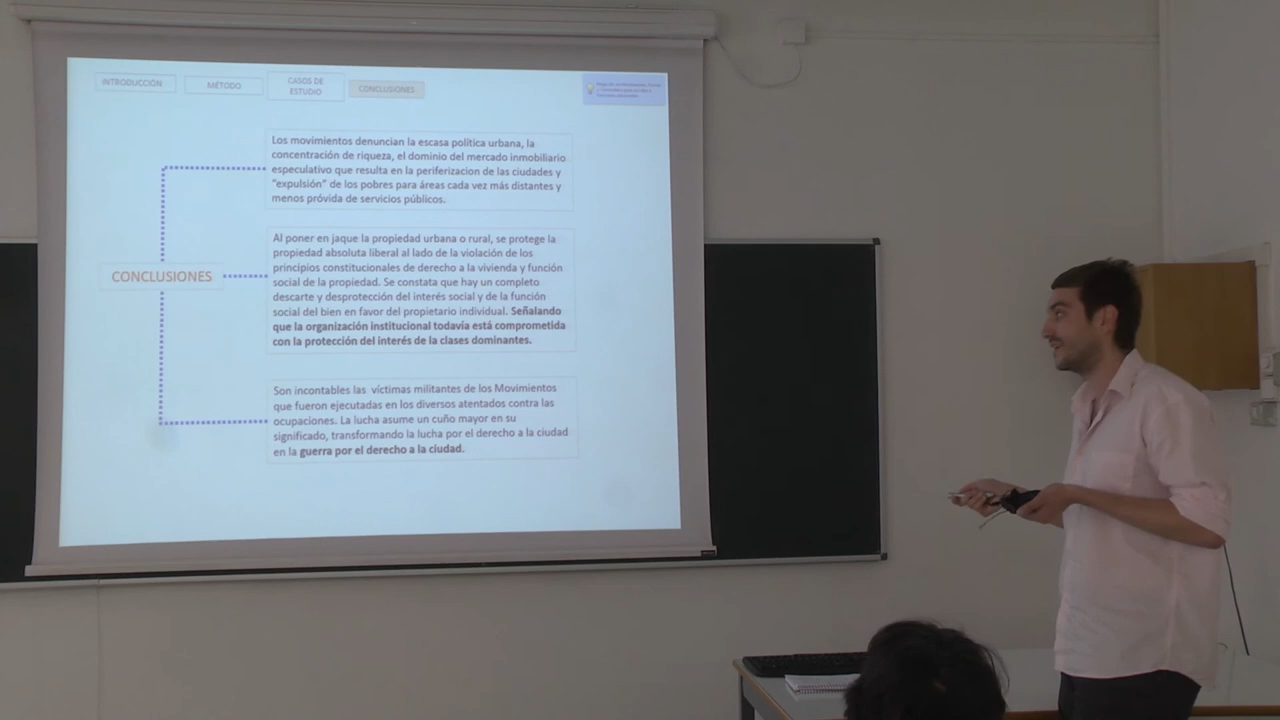 INTRODUCCIÓN
MÉTODO
CASOS DE
ESTUDIO
CONCLUSIONES
Los movimientos denuncian la escasa política urbana, la
concentración de riqueza, el dominio del mercado inmobiliario
especulativo que resulta en la periferizacion de las ciudades y
“expulsión” de los pobres para áreas cada vez más distantes y
menos próvida de servicios públicos.
CONCLUSIONES
Al poner en jaque la propiedad urbana o rural, se protege la
propiedad absoluta liberal al lado de la violación de los
principios constitucionales de derecho a la vivienda y función
social de la propiedad. Se constata que hay un completo
descarte y desprotección del interés social y de la función
social del bien en favor del propietario individual. Señalando
que la organización institucional todavía está comprometida
con la protección del interés de la clases dominantes.
Son incontables las víctimas militantes de los Movimientos
que fueron ejecutadas en los diversos atentados contra las
ocupaciones. La lucha asume un cuño mayor en su
significado, transformando la lucha por el derecho a la ciudad
en la guerra por el derecho a la ciudad.